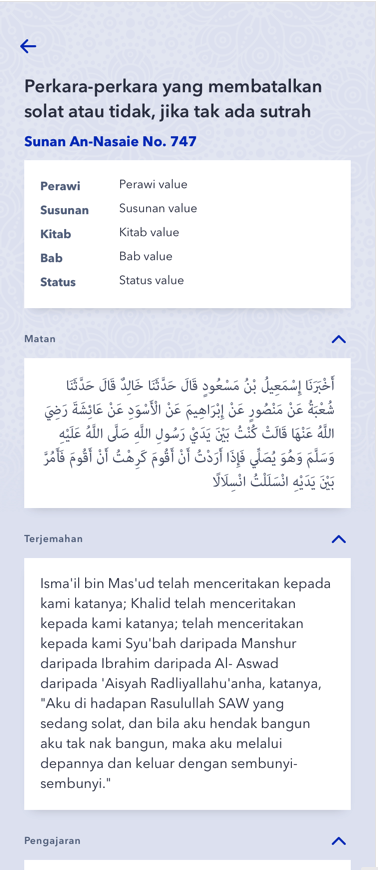 Perkara-perkara yang membatalkan
solat atau tidak, jika tak ada sutrah
Sunan An-Nasaie No. 747
Perawi Perawi value
Susunan Susunan value
Kitab Kitab value
Bab Bab value
Status Status value
Matan
أَخْبَرَنَا إِسْمَعِيلُ بْنُ مَسْعُودٍ قَالَ حَدَّثَنَا خَالِدٌ قَالَ حَدَّثَنَا
شُعْبَةُ عَنْ مَنْصُورٍ عَنْ إِبْرَاهِيمَ عَنْ الْأَسْوَدِ عَنْ عَائِشَةَ رَضِيَ
اللَّهُ عَنْهَا قَالَتْ كُنْتُ بَيْنَ يَدَيْ رَسُولِ اللَّهِ صَلَّى اللَّهُ عَلَيْهِ
وَسَلَّمَ وَهُوَ يُصَلِّي فَإِذَا أَرَدْتُ أَنْ أَقُومَ كَرِهْتُ أَنْ أَقُومَ فَأَمُرَّ
بَيْنَ يَدَيْهِ انْسَلَلْتُ انْسِلَالًا
Terjemahan
Isma'il bin Mas'ud telah menceritakan kepada
kami katanya; Khalid telah menceritakan
kepada kami katanya; telah menceritakan
kepada kami Syu'bah daripada Manshur
daripada Ibrahim daripada Al- Aswad
daripada 'Aisyah Radliyallahu'anha, katanya,
"Aku di hadapan Rasulullah SAW yang
sedang solat, dan bila aku hendak bangun
aku tak nak bangun, maka aku melalui
depannya dan keluar dengan sembunyi-
sembunyi."
Pengajaran